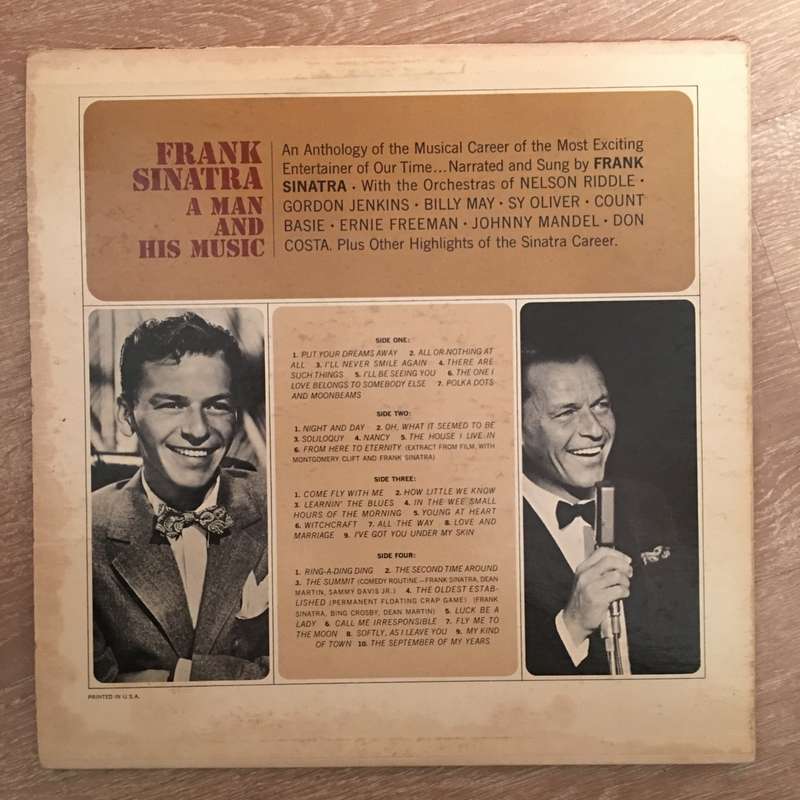 FRANK
SINATRA
A MAN
AND
HIS MUSIC
An Anthology of the Musical Career of the Most Exciting
Entertainer of Our Time...Narrated and Sung by FRANK
SINATRA • With the Orchestras of NELSON RIDDLE •
GORDON JENKINS • BILLY MAY • SY OLIVER • COUNT
BASIE • ERNIE FREEMAN • JOHNNY MANDEL • DON
COSTA. Plus Other Highlights of the Sinatra Career.
SIDE ONE:
1. PUT YOUR DREAMS AWAY 2. ALL OR NOTHING AT
ALL 3. I'LL NEVER SMILE AGAIN 4. THERE ARE
SUCH THINGS 5. I'LL BE SEEING YOU 6. THE ONE I
LOVE BELONGS TO SOMEBODY ELSE 7. POLKA DOTS
AND MOONBEAMS
SIDE TWO:
1. NIGHT AND DAY 2. OH, WHAT IT SEEMED TO BE
3. SOLILOQUY 4. NANCY 5. THE HOUSE I LIVE IN
6. FROM HERE TO ETERNITY (EXTRACT FROM FILM, WITH
MONTGOMERY CLIFT AND FRANK SINATRA)
SIDE THREE:
1. COME FLY WITH ME 2. HOW LITTLE WE KNOW
3. LEARNIN' THE BLUES 4. IN THE WEE SMALL
HOURS OF THE MORNING 5. YOUNG AT HEART
6. WITCHCRAFT 7. ALL THE WAY 8. LOVE AND
MARRIAGE 9. I'VE GOT YOU UNDER MY SKIN
SIDE FOUR:
1. RING-A-DING DING 2. THE SECOND TIME AROUND
3. THE SUMMIT (COMEDY ROUTINE—FRANK SINATRA, DEAN
MARTIN, SAMMY DAVIS JR.) 4. THE OLDEST ESTAB-
LISHED (PERMANENT FLOATING CRAP GAME) (FRANK
SINATRA, BING CROSBY, DEAN MARTIN) 5. LUCK BE A
LADY 6. CALL ME IRRESPONSIBLE 7. FLY ME TO
THE MOON 8. SOFTLY, AS I LEAVE YOU 9. MY KIND
OF TOWN 10. THE SEPTEMBER OF MY YEARS
PRINTED IN U.S.A.